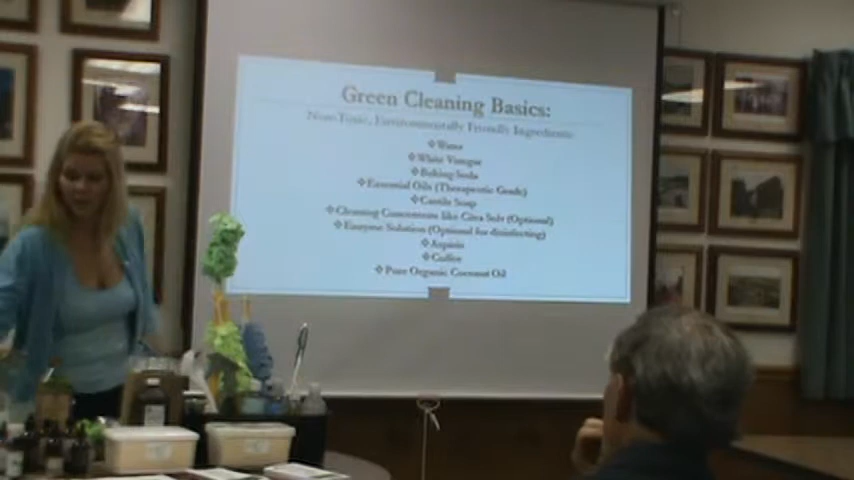 Green Cleaning Basics:
Non-Toxic, Environmentally Friendly Ingredients:
❖Water
❖White Vinegar
❖Baking Soda
❖Essential Oils (Therapeutic Grade)
❖Castile Soap
❖Cleaning Concentrate like Citra Solv (Optional)
❖Enzyme Solution (Optional for disinfecting)
❖Aspirin
❖Coffee
❖Pure Organic Coconut Oil